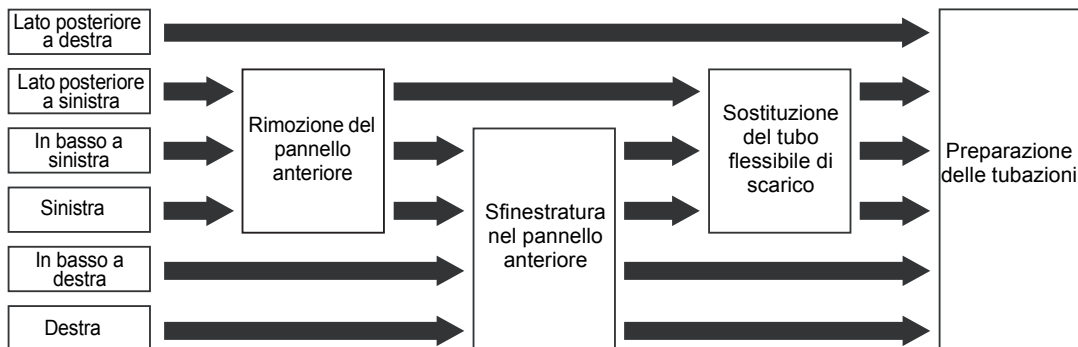 Lato posteriore
a destra
Lato posteriore
a sinistra
In basso a
sinistra
Sinistra
In basso a
destra
Destra
Rimozione del
pannello
anteriore
Sfinestratura
nel pannello
anteriore
Sostituzione
del tubo
flessibile di
scarico
Preparazione
delle tubazioni